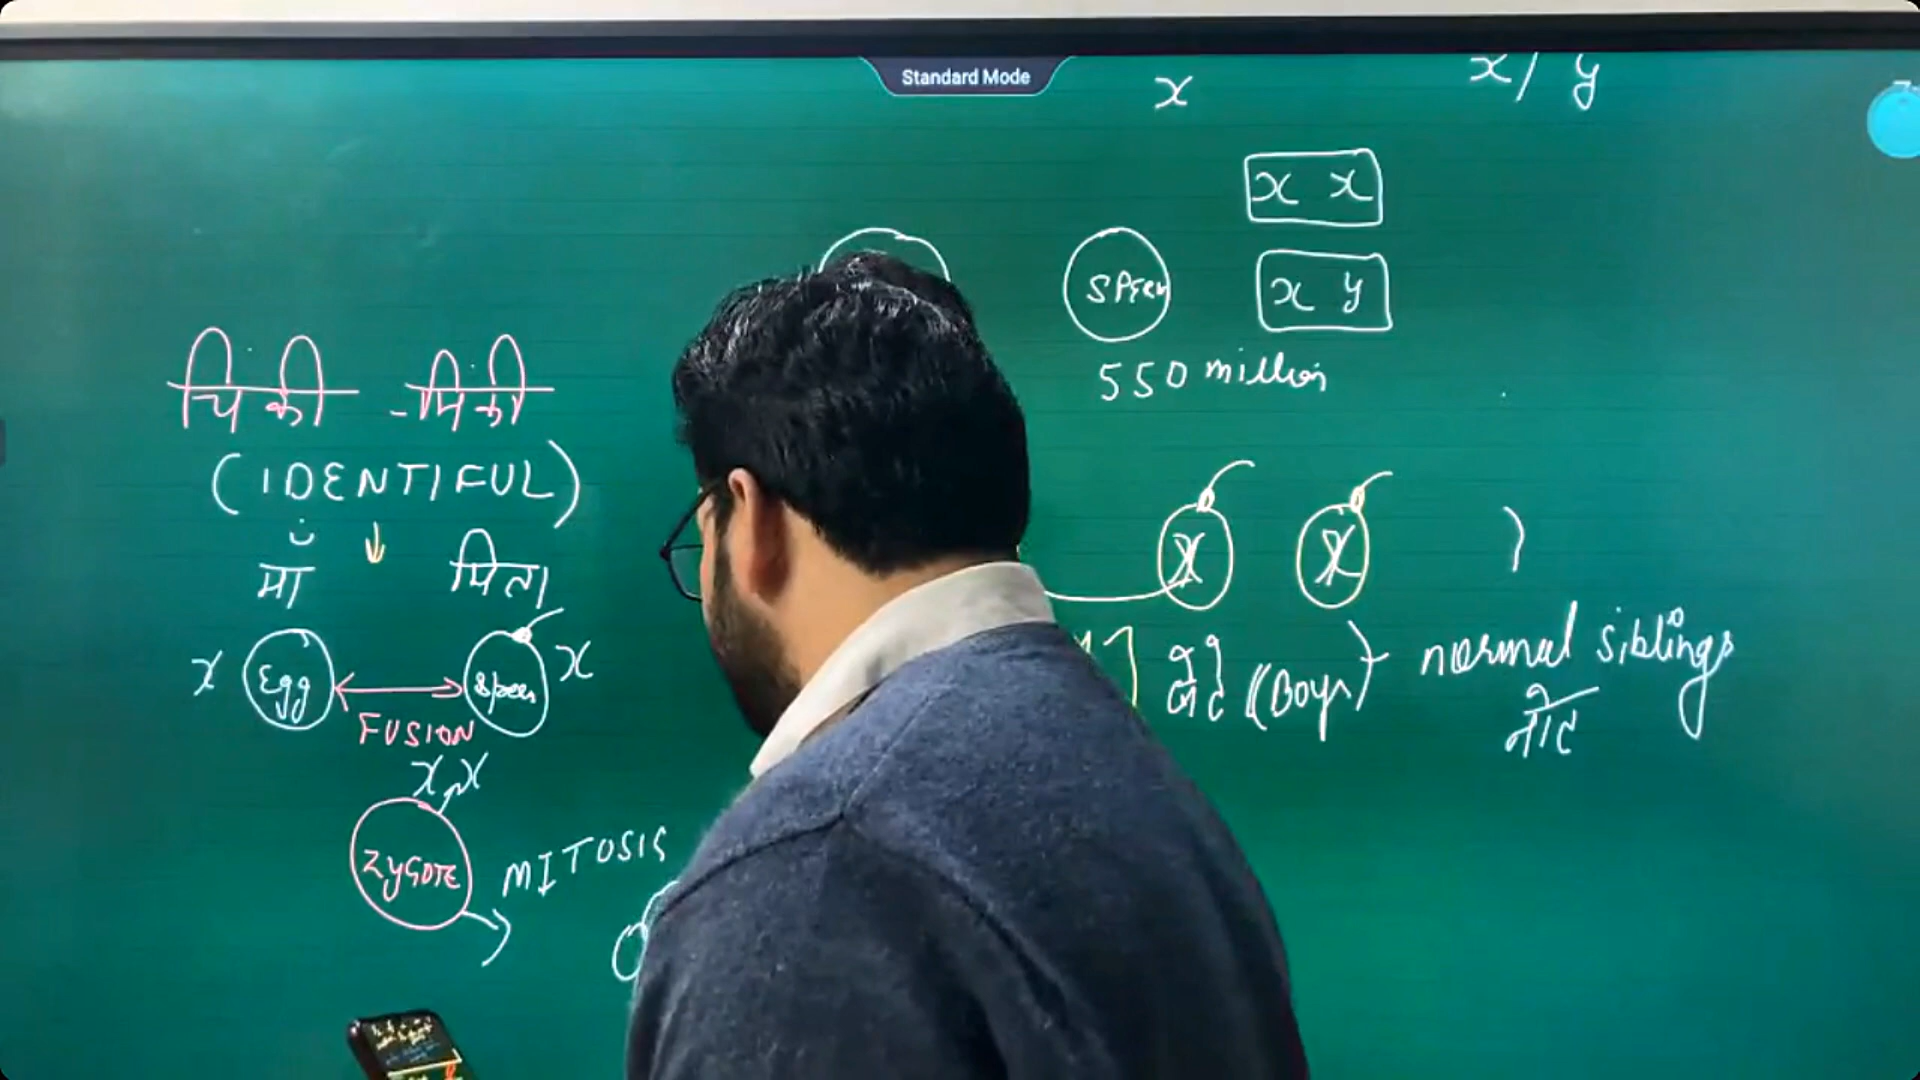 Standard Mode
x
x / y
x x
Sperm
x y
550 million
चिंकी - मिंकी
(IDENTIFUL)
माँ पिता
x Egg Sperm x
FUSION
x, x
ZYGOTE
MITOSIS
x x
(Boys) normal siblings